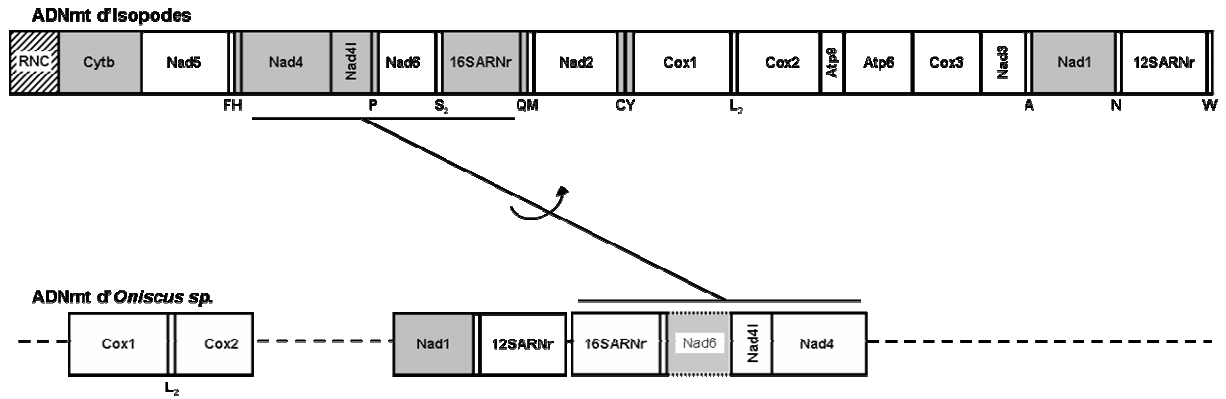 ADNmt d'Isopodes
RNC Cytb Nad5 Nad4 Nad4l Nad6 16SARNr Nad2 Cox1 Cox2 Atp9 Atp6 Cox3 Nad3 Nad1 12SARNr
FH P S2 QM CY L2 A N W
ADNmt d'Oniscus sp.
Cox1 Cox2 Nad1 12SARNr 16SARNr Nad6 Nad4l Nad4
L2